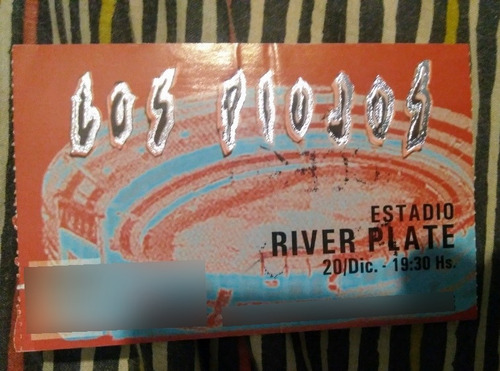 LOS PIOJOS
ESTADIO
RIVER PLATE
20/Dic. - 19:30 Hs.